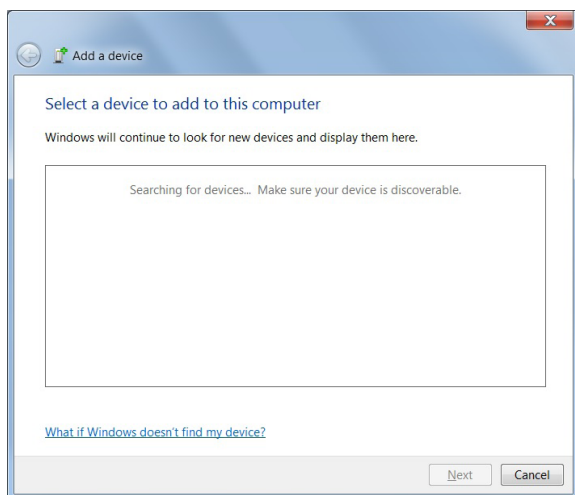 Add a device
Select a device to add to this computer
Windows will continue to look for new devices and display them here.
Searching for devices... Make sure your device is discoverable.
What if Windows doesn't find my device?
Next Cancel